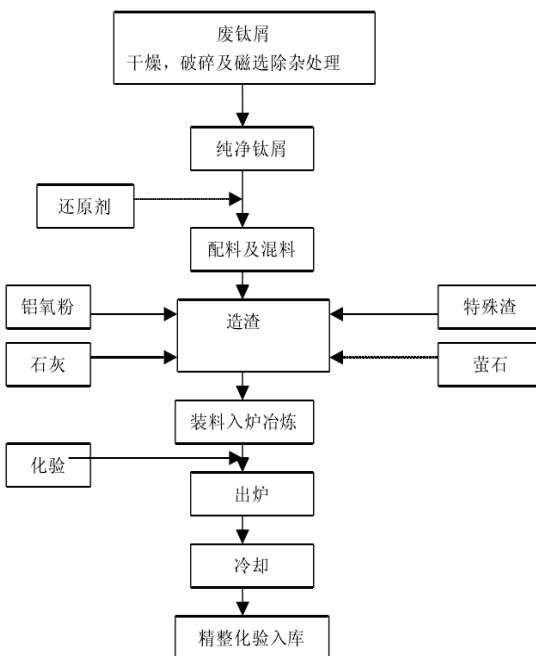 废钛屑
干燥，破碎及磁选除杂处理
纯净钛屑
还原剂
配料及混料
铝氧粉
造渣
特殊渣
石灰
萤石
装料入炉冶炼
化验
出炉
冷却
精整化验入库